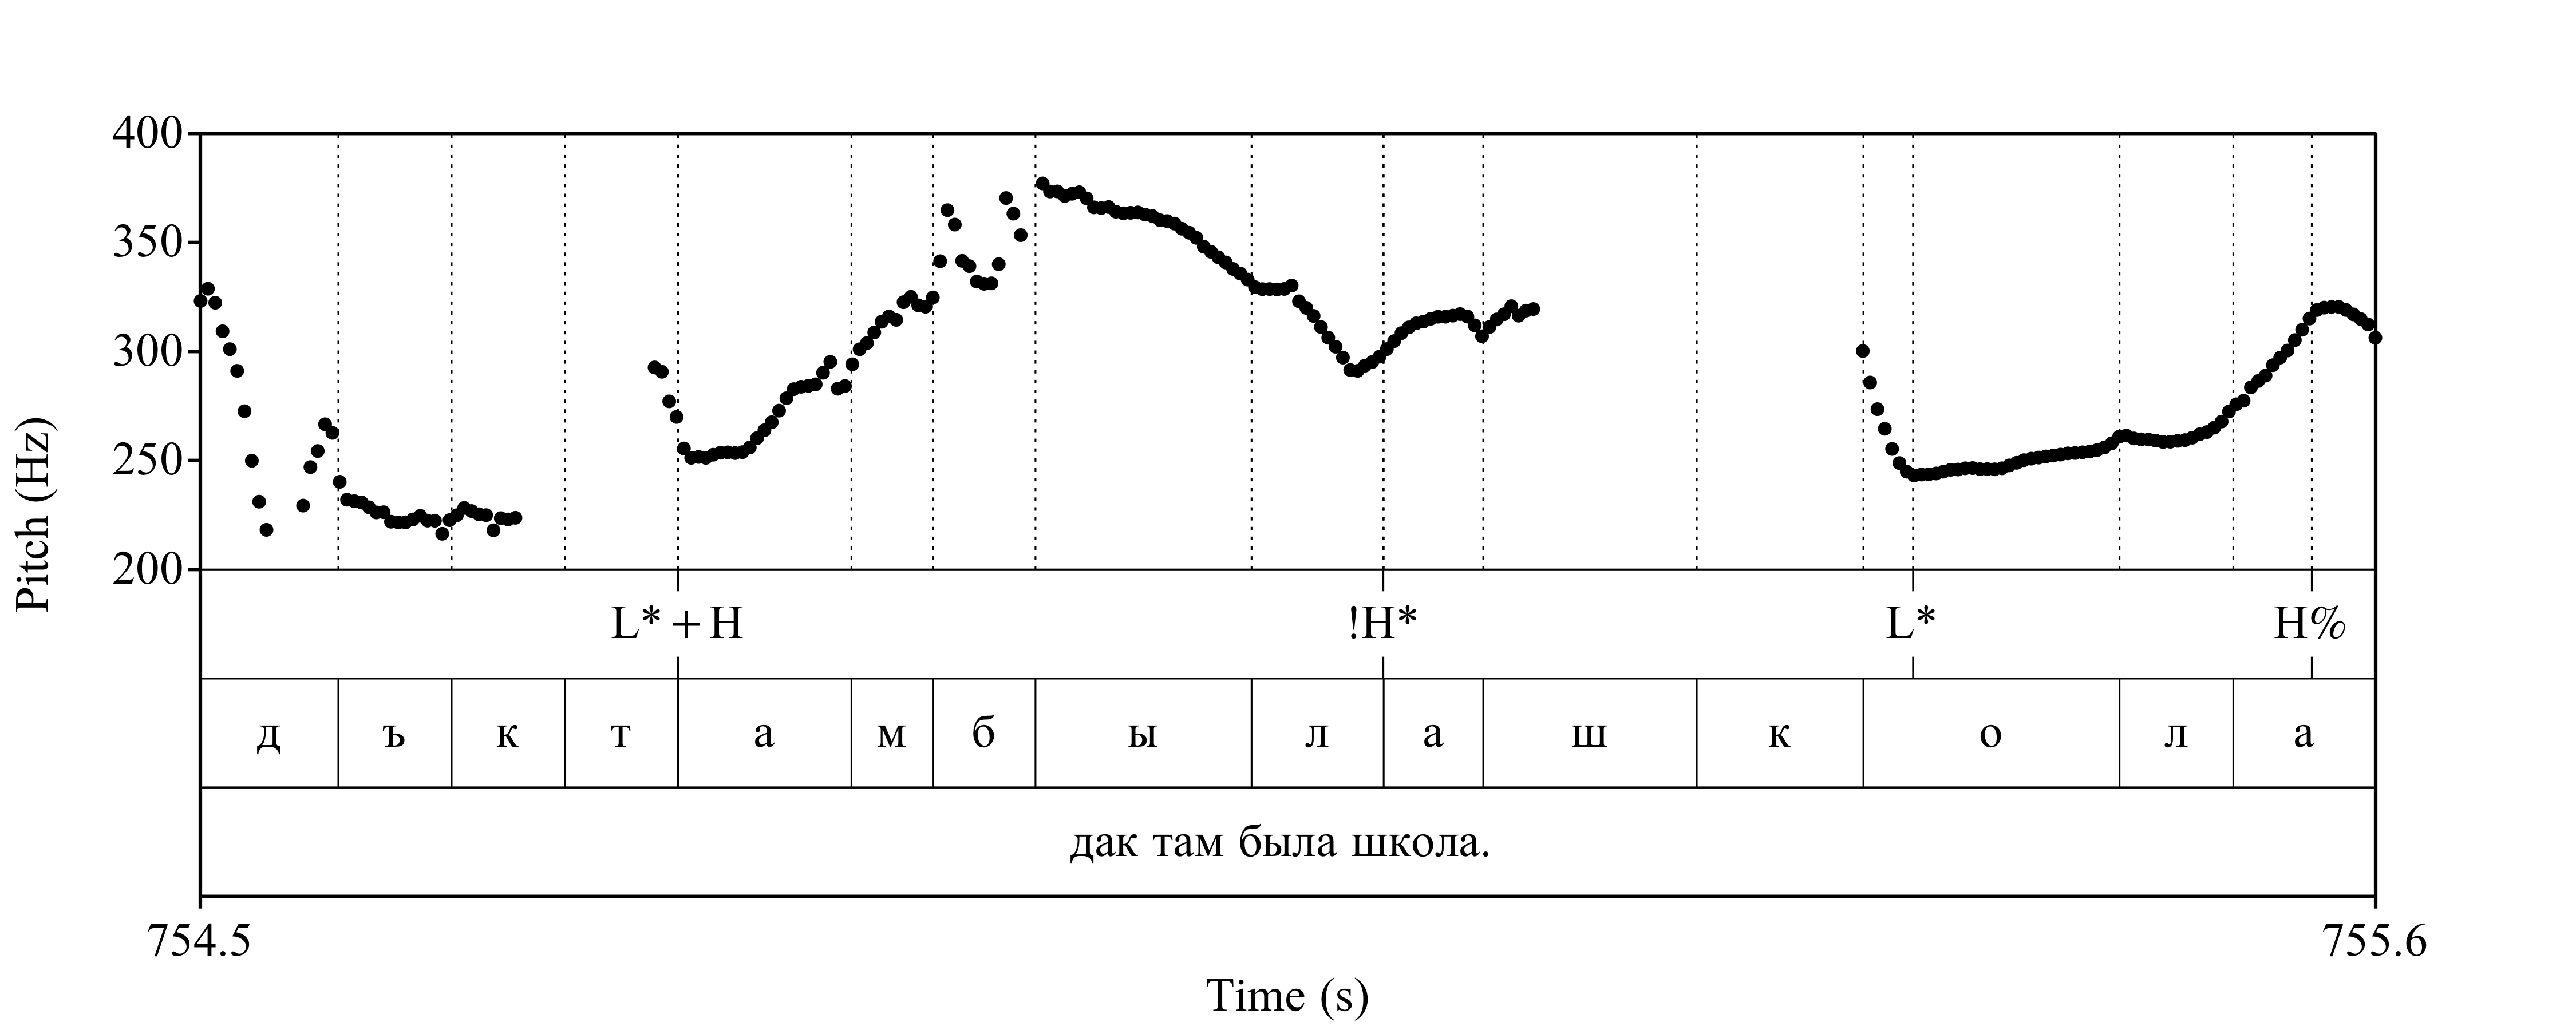 400
350
300
250
200
Pitch (Hz)
L*+H !H* L* H%
д ъ к т а м б ы л а ш к о л а
дак там была школа.
754.5 755.6
Time (s)